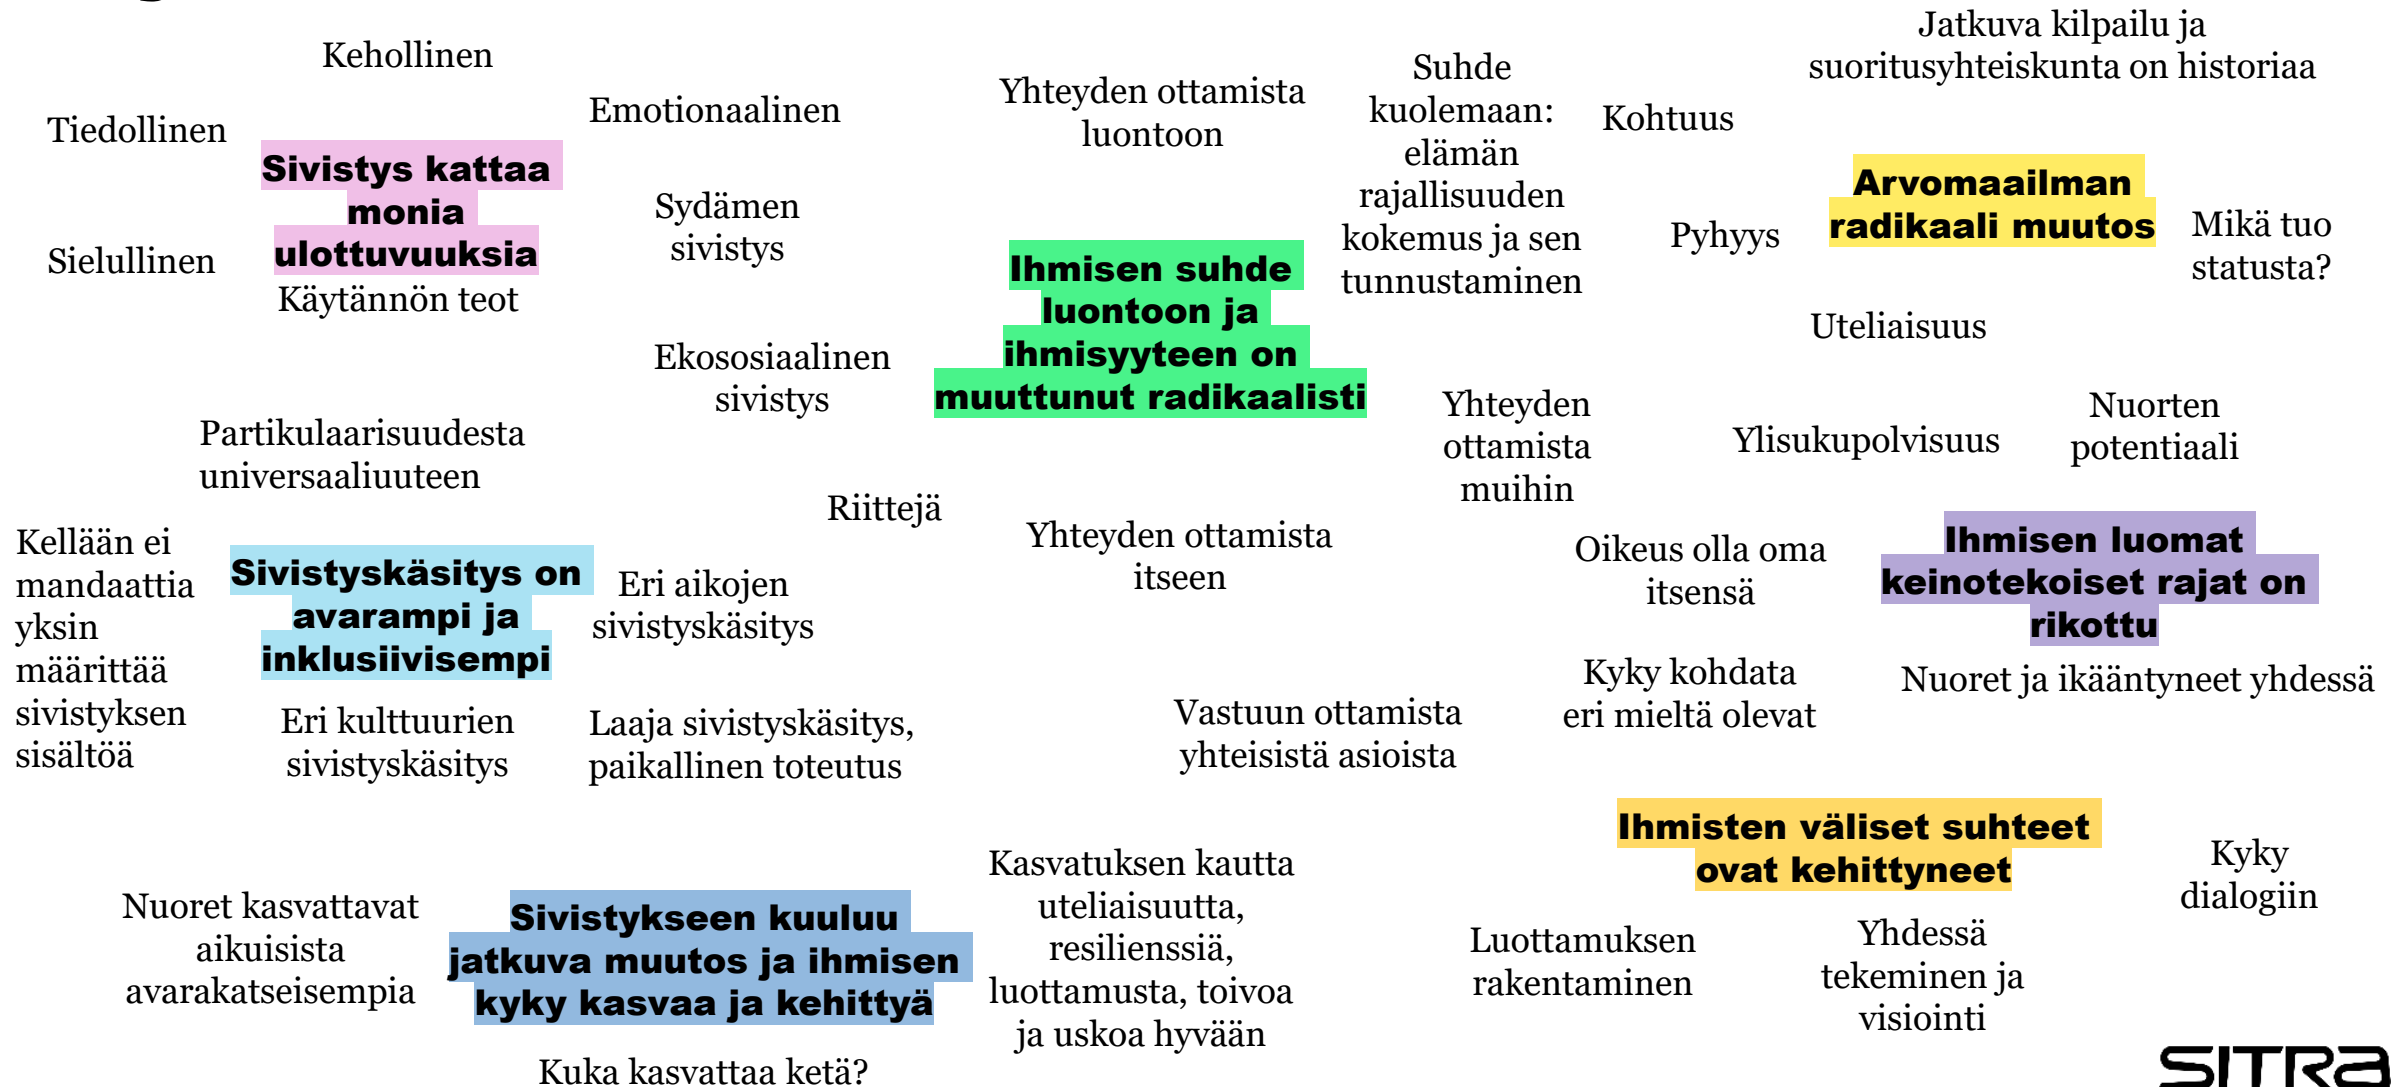 Kehollinen
Tiedollinen
Emotionaalinen
Sivistys kattaa
monia
ulottuvuuksia
Sydämen
sivistys
Sielullinen
Käytännön teot
Ekososiaalinen
sivistys
Yhteyden ottamista
luontoon
Ihmisen suhde
luontoon ja
ihmisyyteen on
muuttunut radikaalisti
Suhde
kuolemaan:
elämän
rajallisuuden
kokemus ja sen
tunnustaminen
Jatkuva kilpailu ja
suoritusyhteiskunta on historiaa
Kohtuus
Arvomaailman
radikaali muutos
Pyhyys
Mikä tuo
statusta?
Uteliaisuus
Partikulaarisuudesta
universaaliuuteen
Riittejä
Yhteyden
ottamista
muihin
Ylisukupolvisuus
Nuorten
potentiaali
Kellään ei
mandaattia
yksin
määrittää
sivistyksen
sisältöä
Sivistyskäsitys on
avarampi ja
inklusiivisempi
Eri aikojen
sivistyskäsitys
Yhteyden ottamista
itseen
Oikeus olla oma
itsensä
Ihmisen luomat
keinotekoiset rajat on
rikottu
Eri kulttuurien
sivistyskäsitys
Laaja sivistyskäsitys,
paikallinen toteutus
Vastuun ottamista
yhteisistä asioista
Kyky kohdata
eri mieltä olevat
Nuoret ja ikääntyneet yhdessä
Nuoret kasvattavat
aikuisista
avarakatseisempia
Sivistykseen kuuluu
jatkuva muutos ja ihmisen
kyky kasvaa ja kehittyä
Kuka kasvattaa ketä?
Kasvatuksen kautta
uteliaisuutta,
resilienssiä,
luottamusta, toivoa
ja uskoa hyvään
Ihmisten väliset suhteet
ovat kehittyneet
Kyky
dialogiin
Luottamuksen
rakentaminen
Yhdessä
tekeminen ja
visiointi
SITRA